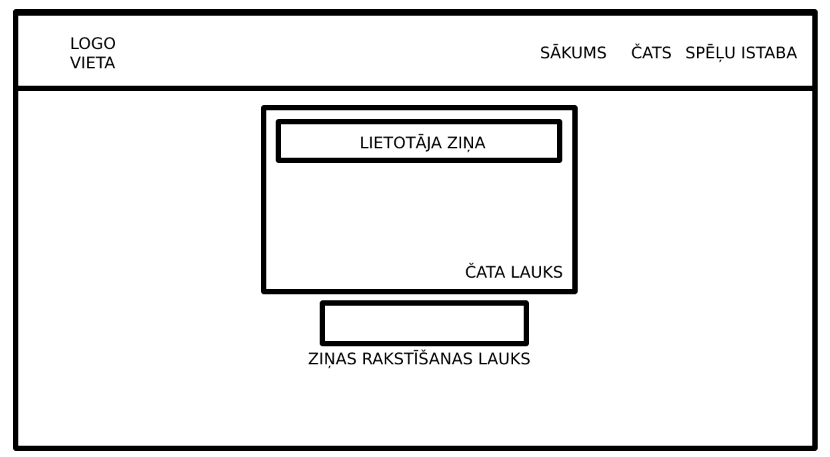 LOGO
VIETA
SĀKUMS ČATS SPĒĻU ISTABA
LIETOTĀJA ZIŅA
ČATA LAUKS
ZIŅAS RAKSTĪŠANAS LAUKS